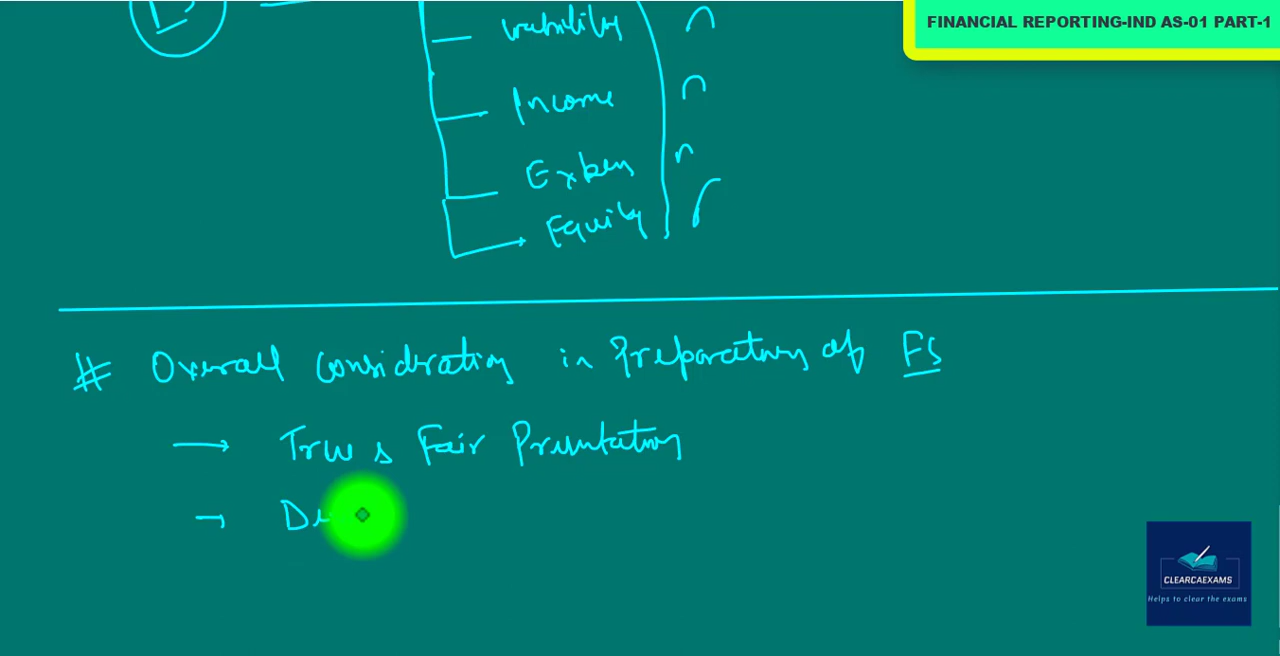 FINANCIAL REPORTING-IND AS-01 PART-1
Liability
Income
Expen
Equity
# Overall consideration in Preparation of FS
→ True & Fair Presentation
→ De
CLEARCAEXAMS
Helps to clear the exams